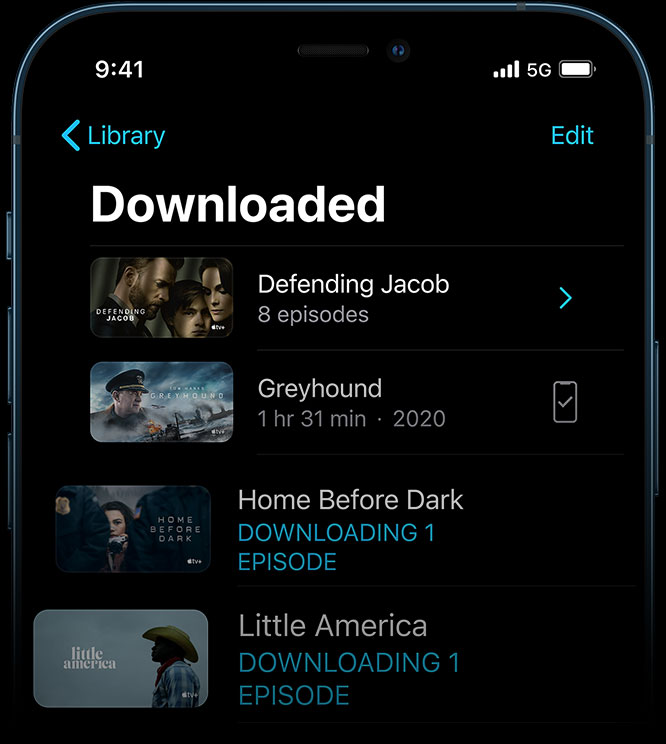 9:41
5G
Library
Edit
Downloaded
DEFENDING
JACOB
tv+
Defending Jacob
8 episodes
TOM HANKS
GREYHOUND
tv+
Greyhound
1 hr 31 min · 2020
HOME
BEFORE
DARK
tv+
Home Before Dark
DOWNLOADING 1
EPISODE
little
america
tv+
Little America
DOWNLOADING 1
EPISODE